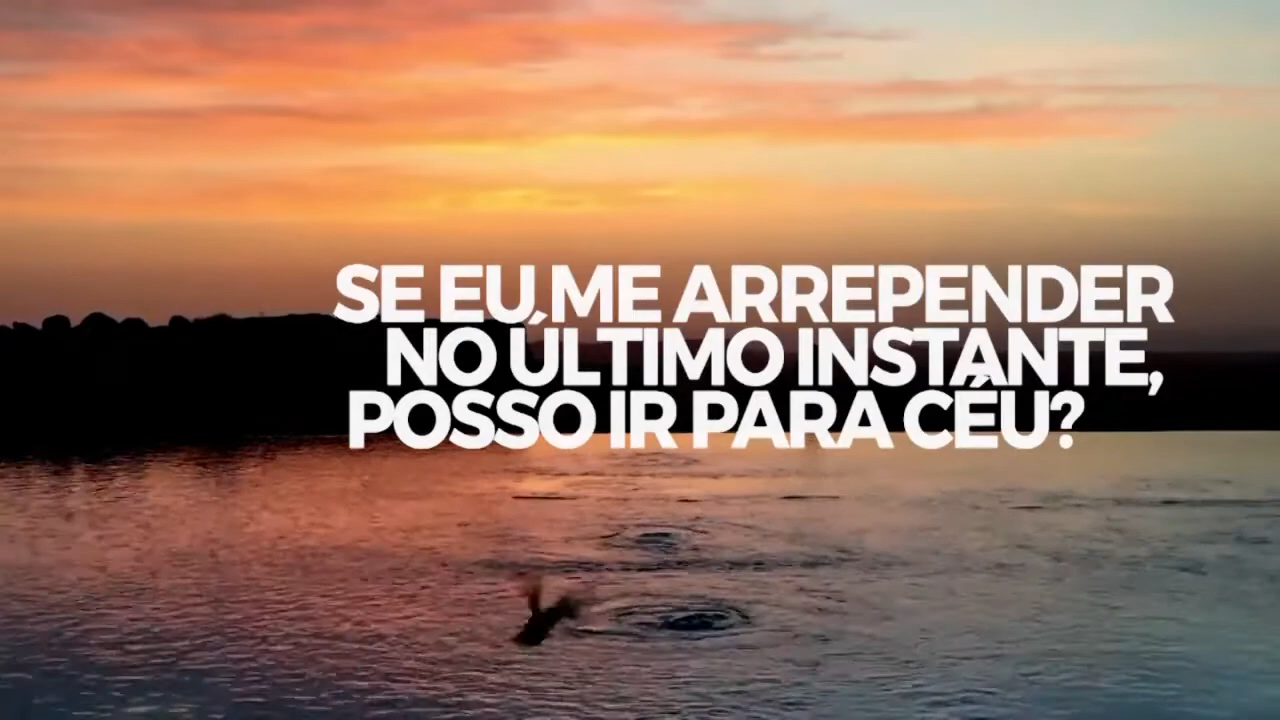 SE EU ME ARREPENDER
NO ÚLTIMO INSTANTE,
POSSO IR PARA CÉU?